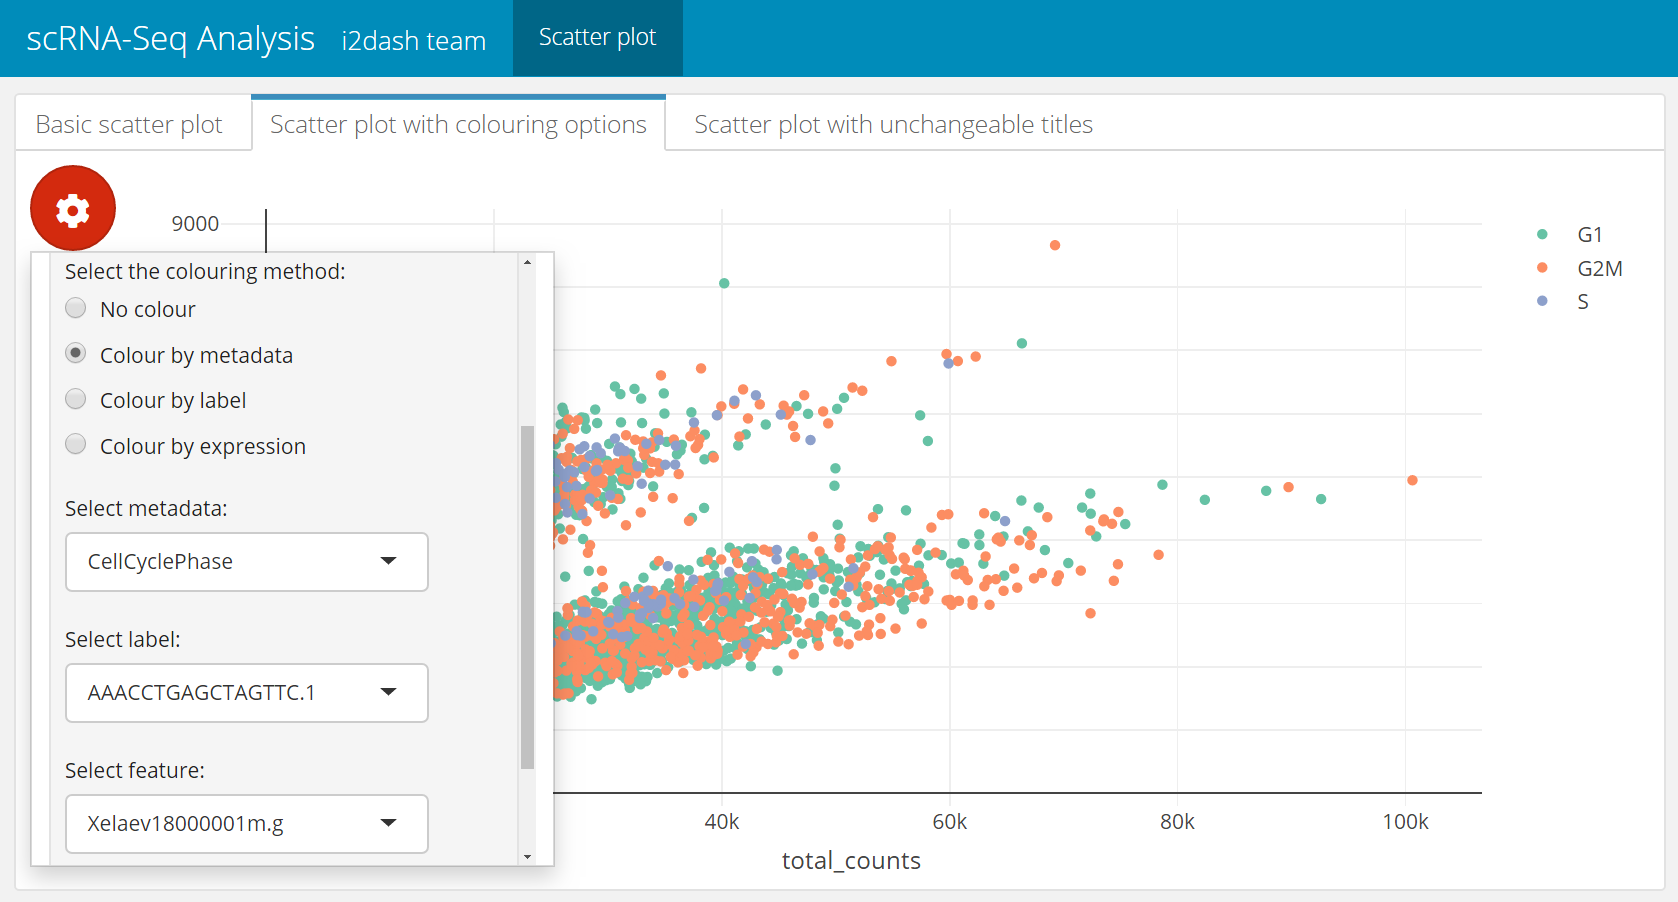 scRNA-Seq Analysis i2dash team Scatter plot
Basic scatter plot Scatter plot with colouring options Scatter plot with unchangeable titles
9000
G1
G2M
S
Select the colouring method:
No colour
Colour by metadata
Colour by label
Colour by expression
Select metadata:
CellCyclePhase
Select label:
AAACCTGAGCTAGTTC.1
Select feature:
Xelaev18000001m.g
40k 60k 80k 100k
total_counts